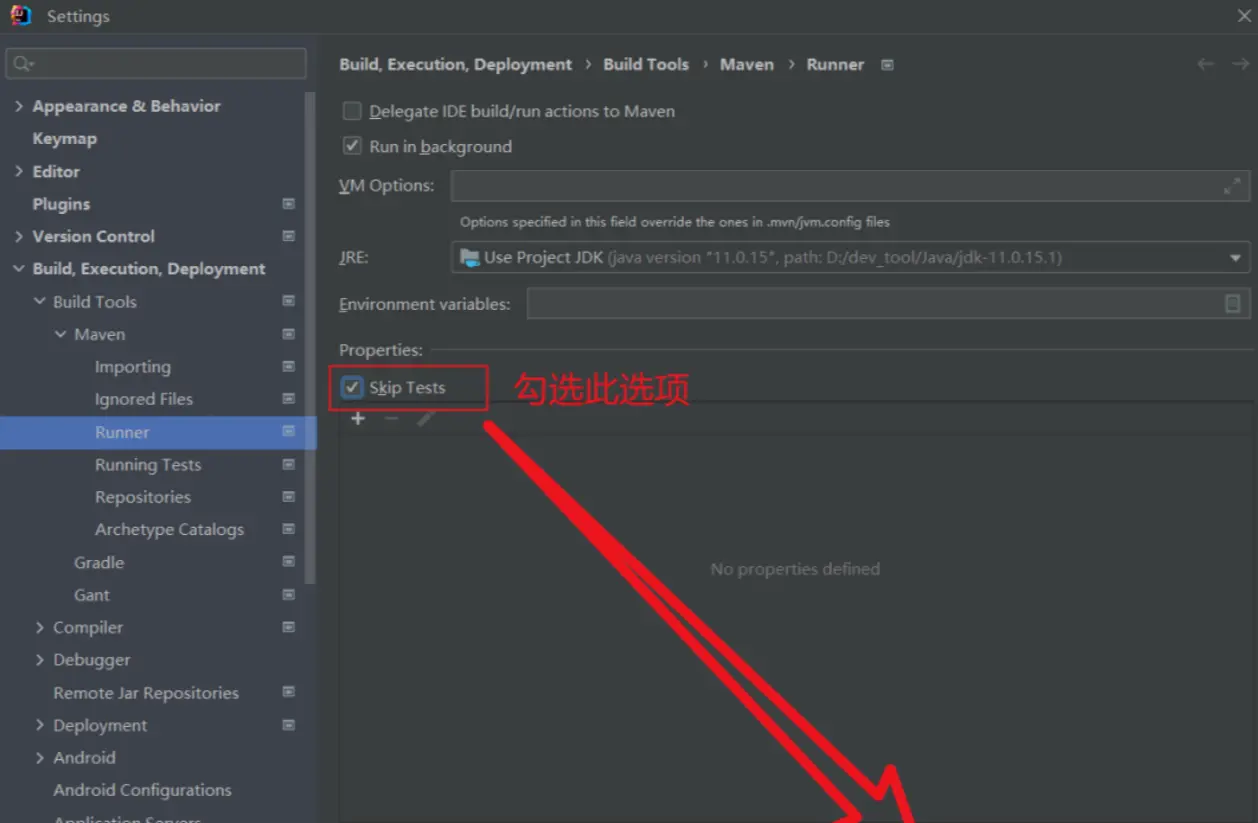 Settings
Appearance & Behavior
Keymap
Editor
Plugins
Version Control
Build, Execution, Deployment
Build Tools
Maven
Importing
Ignored Files
Runner
Running Tests
Repositories
Archetype Catalogs
Gradle
Gant
Compiler
Debugger
Remote Jar Repositories
Deployment
Android
Android Configurations
Application Servers
Build, Execution, Deployment › Build Tools › Maven › Runner
Delegate IDE build/run actions to Maven
Run in background
VM Options:
Options specified in this field override the ones in .mvn/jvm.config files
JRE: Use Project JDK (java version "11.0.15", path: D:/dev_tool/Java/jdk-11.0.15.1)
Environment variables:
Properties:
Skip Tests 勾选此选项
No properties defined